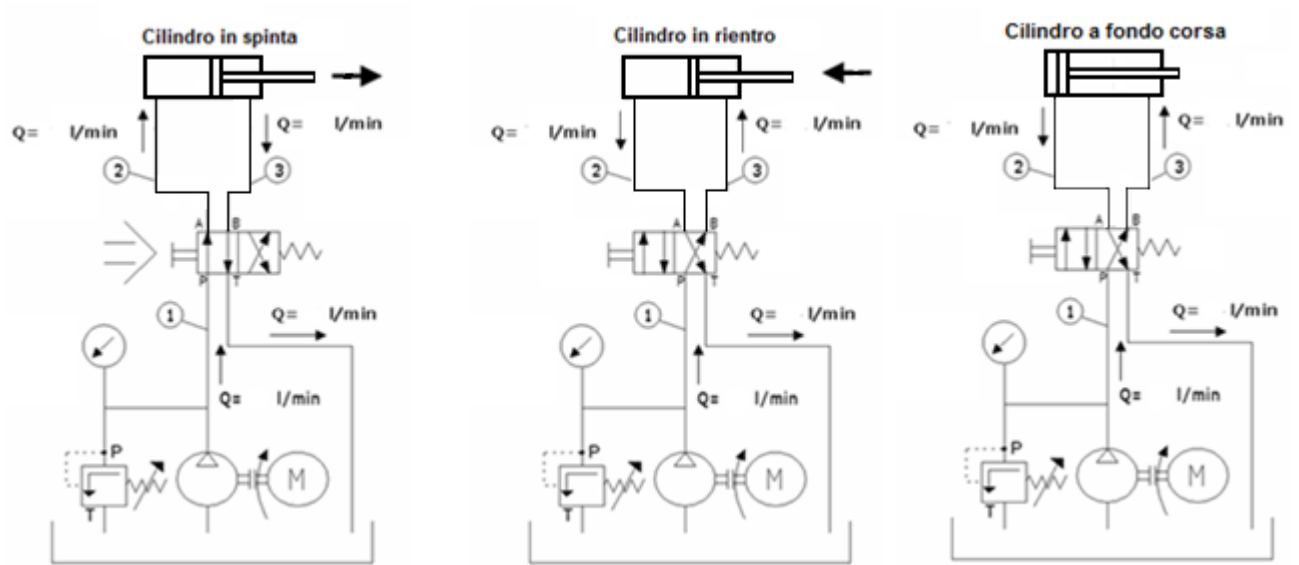 Cilindro in spinta
Q= l/min
Q= l/min
2
3
A B
P T
1
Q= l/min
Q= l/min
P
M
T
Cilindro in rientro
Q= l/min
Q= l/min
2
3
A B
P T
1
Q= l/min
Q= l/min
P
M
T
Cilindro a fondo corsa
Q= l/min
Q= l/min
2
3
A B
P T
1
Q= l/min
Q= l/min
P
M
T